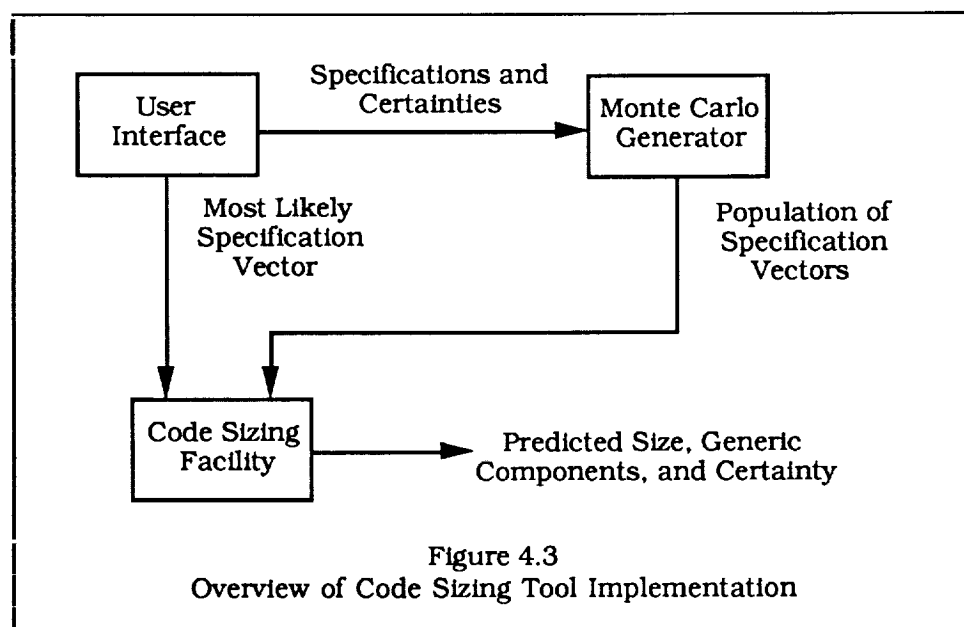 Specifications and
Certainties
User
Interface
Monte Carlo
Generator
Most Likely
Specification
Vector
Population of
Specification
Vectors
Code Sizing
Facility
Predicted Size, Generic
Components, and Certainty
Figure 4.3
Overview of Code Sizing Tool Implementation